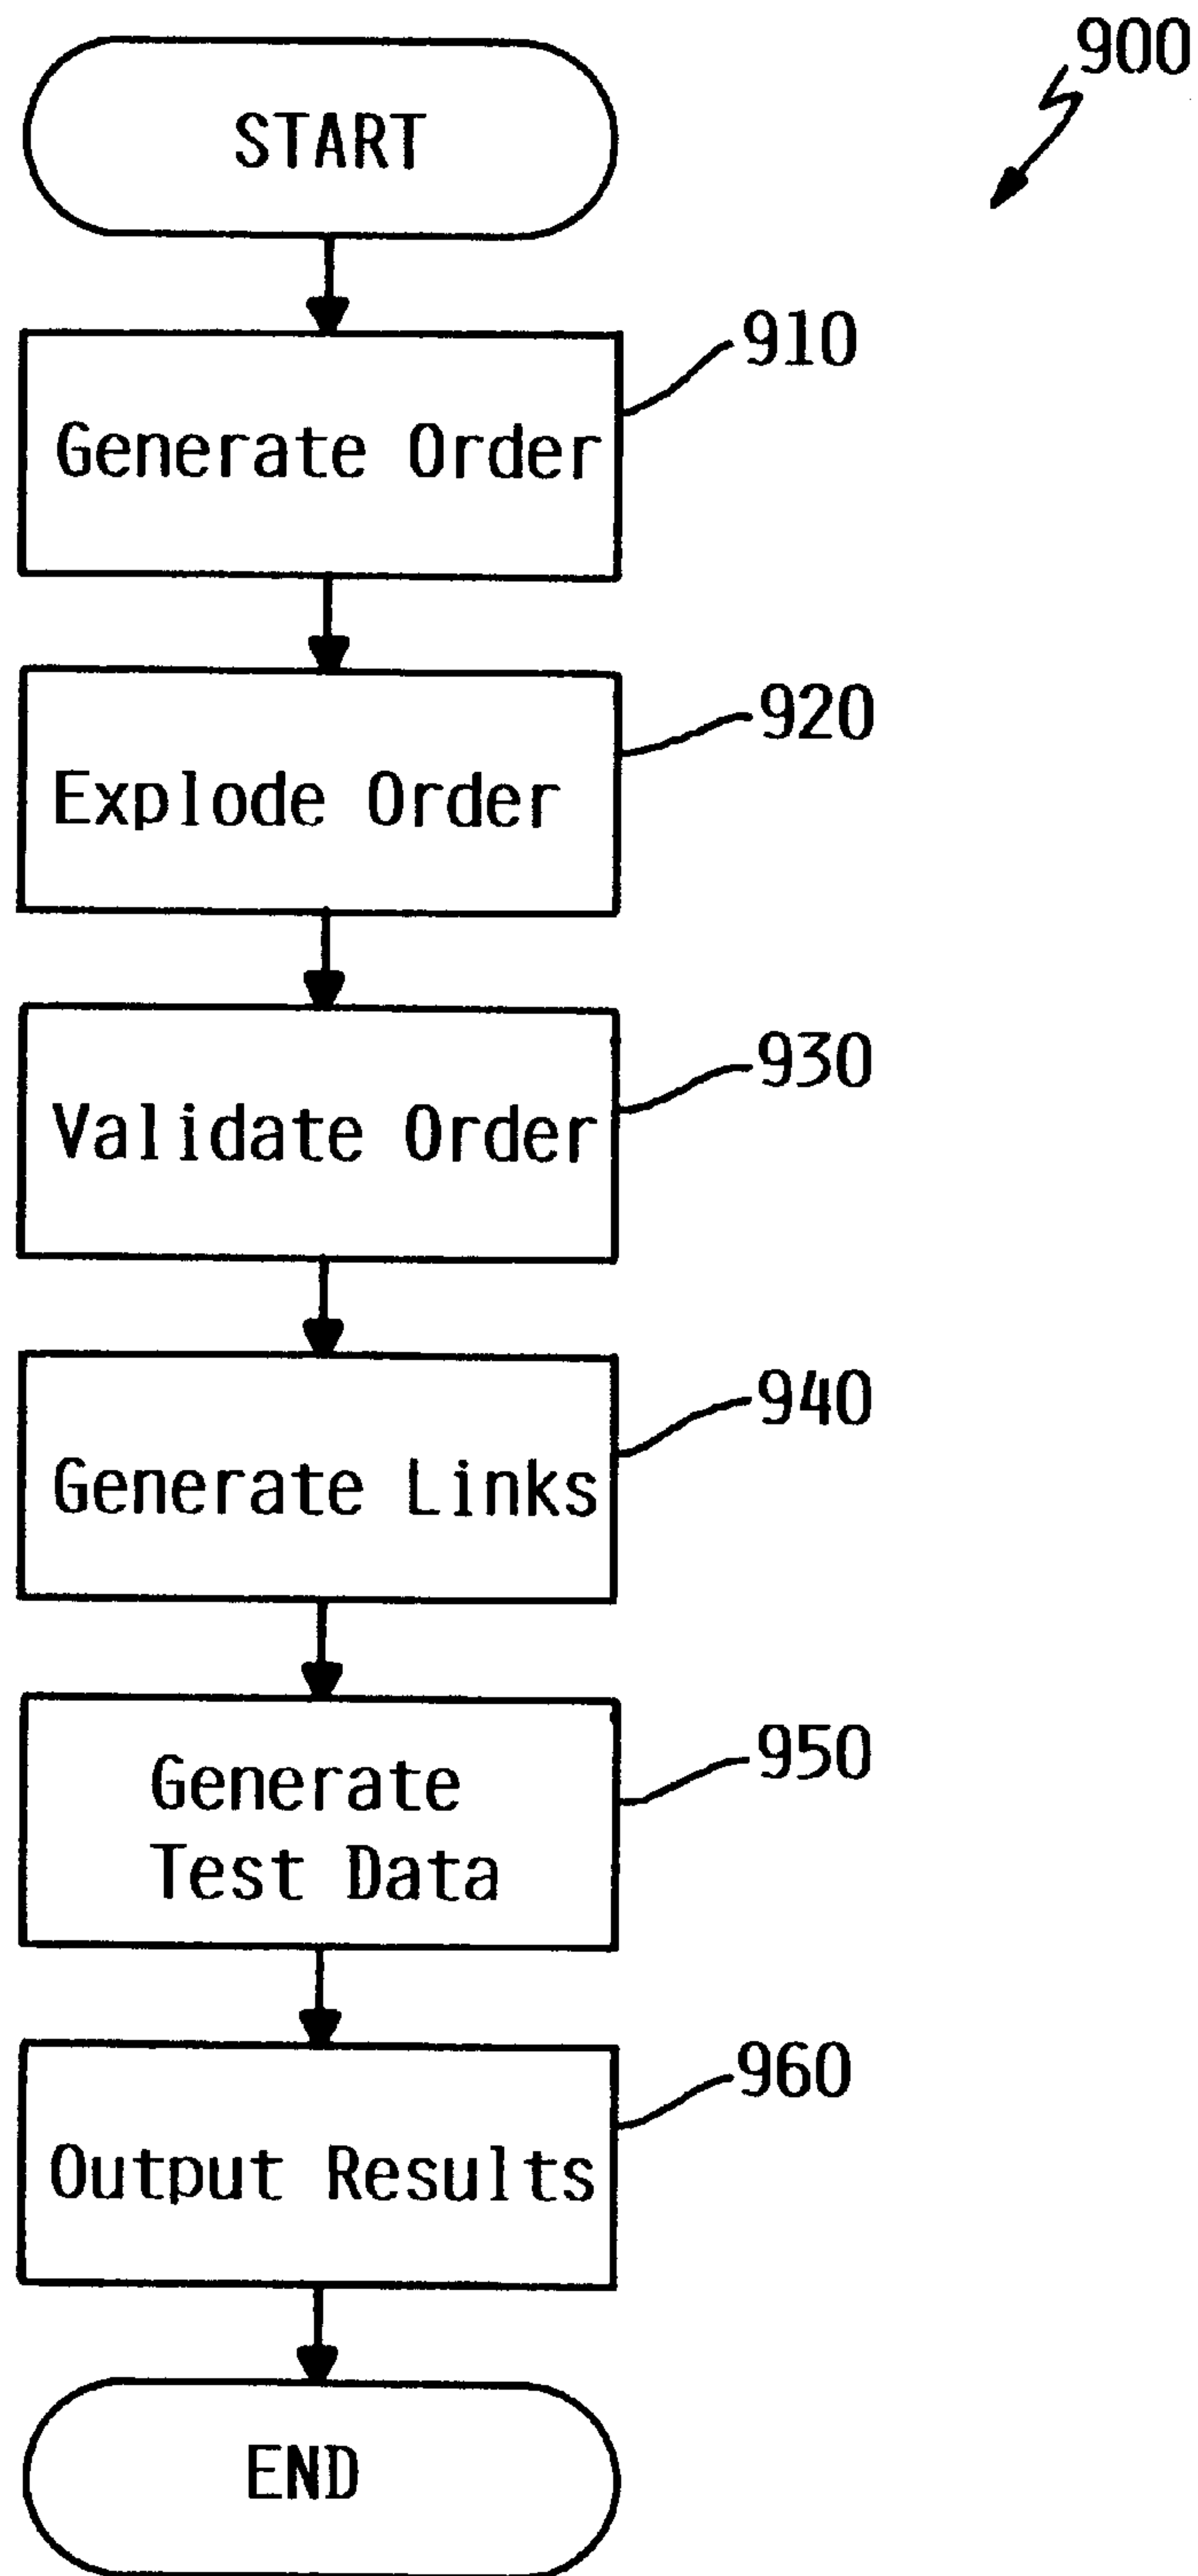 900
START
910
Generate Order
920
Explode Order
930
Validate Order
940
Generate Links
950
Generate
Test Data
960
Output Results
END